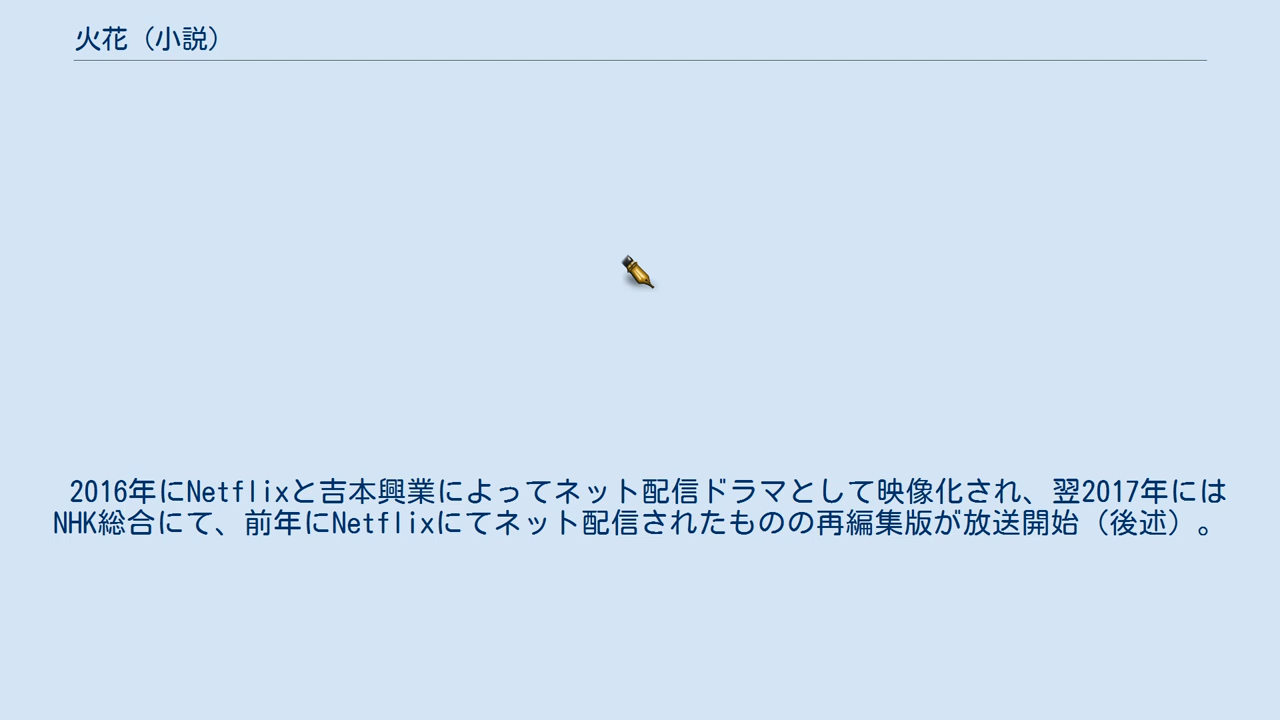 火花（小説）
2016年にNetflixと吉本興業によってネット配信ドラマとして映像化され、翌2017年には
NHK総合にて、前年にNetflixにてネット配信されたものの再編集版が放送開始（後述）。